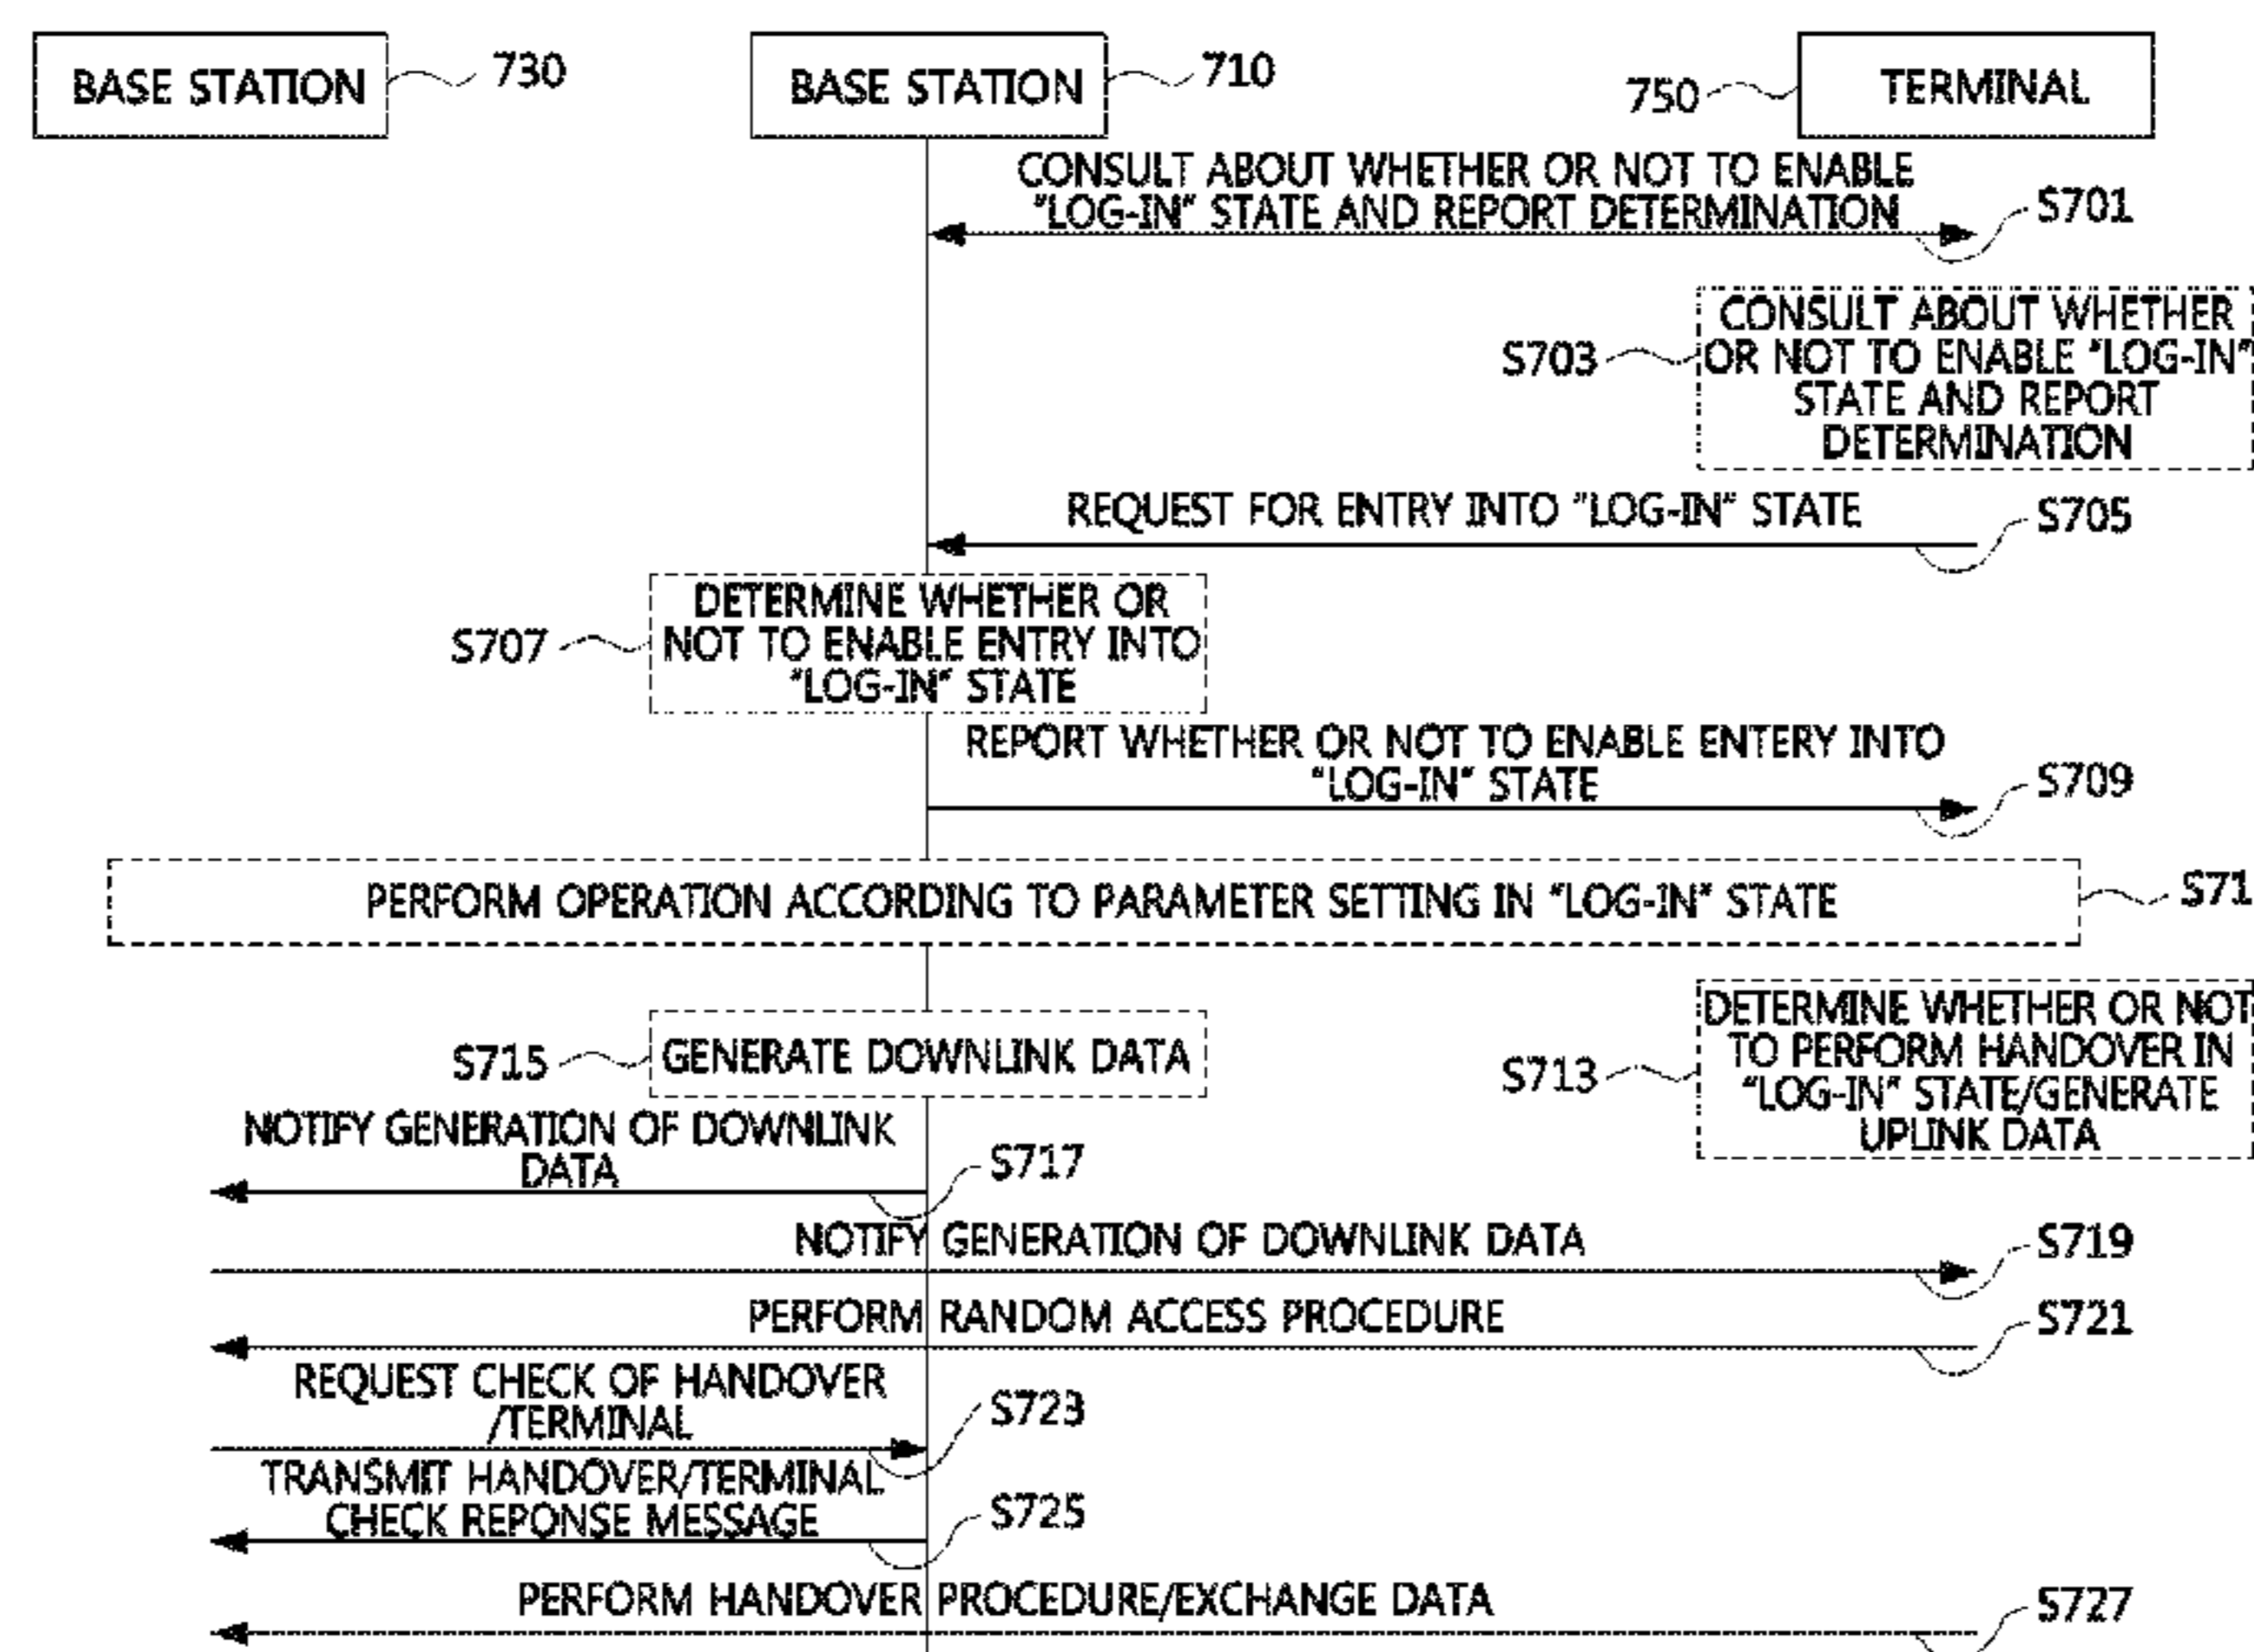 BASE STATION
730
BASE STATION
710
750
TERMINAL
CONSULT ABOUT WHETHER OR NOT TO ENABLE
"LOG-IN" STATE AND REPORT DETERMINATION
S701
CONSULT ABOUT WHETHER
OR NOT TO ENABLE "LOG-IN"
STATE AND REPORT
DETERMINATION
S703
REQUEST FOR ENTRY INTO "LOG-IN" STATE
S705
DETERMINE WHETHER OR
NOT TO ENABLE ENTRY INTO
"LOG-IN" STATE
S707
REPORT WHETHER OR NOT TO ENABLE ENTERY INTO
"LOG-IN" STATE
S709
PERFORM OPERATION ACCORDING TO PARAMETER SETTING IN "LOG-IN" STATE
S71
DETERMINE WHETHER OR NOT
TO PERFORM HANDOVER IN
"LOG-IN" STATE/GENERATE
UPLINK DATA
S713
S715
GENERATE DOWNLINK DATA
NOTIFY GENERATION OF DOWNLINK
DATA
S717
NOTIFY GENERATION OF DOWNLINK DATA
S719
PERFORM RANDOM ACCESS PROCEDURE
S721
REQUEST CHECK OF HANDOVER
/TERMINAL
S723
TRANSMIT HANDOVER/TERMINAL
CHECK REPONSE MESSAGE
S725
PERFORM HANDOVER PROCEDURE/EXCHANGE DATA
S727